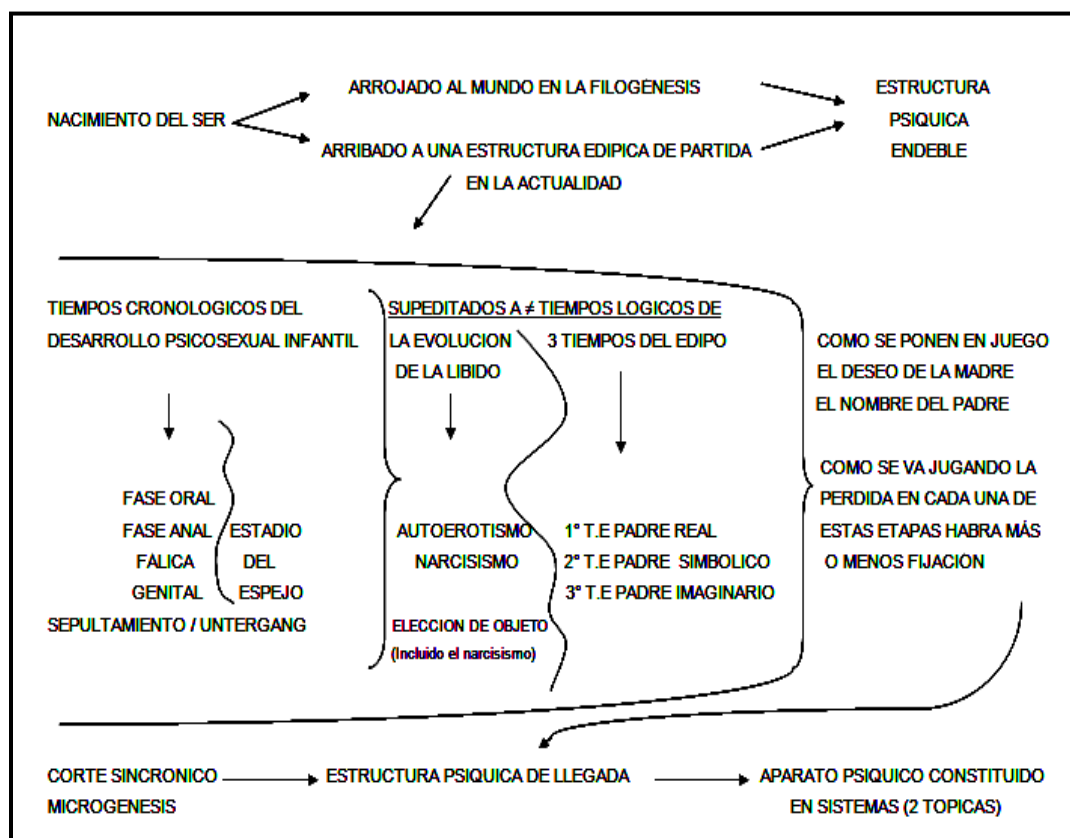 ARROJADO AL MUNDO EN LA FILOGÉNESIS
ESTRUCTURA
NACIMIENTO DEL SER
PSIQUICA
ARRIBADO A UNA ESTRUCTURA EDIPICA DE PARTIDA
ENDEBLE
EN LA ACTUALIDAD
TIEMPOS CRONOLOGICOS DEL
DESARROLLO PSICOSEXUAL INFANTIL
SUPEDITADOS A ≠ TIEMPOS LOGICOS DE
LA EVOLUCION
DE LA LIBIDO
3 TIEMPOS DEL EDIPO
COMO SE PONEN EN JUEGO
EL DESEO DE LA MADRE
EL NOMBRE DEL PADRE
FASE ORAL
FASE ANAL
FÁLICA
GENITAL
SEPULTAMIENTO / UNTERGANG
ESTADIO
DEL
ESPEJO
AUTOEROTISMO
NARCISISMO
ELECCION DE OBJETO
(Incluido el narcisismo)
1º T.E PADRE REAL
2º T.E PADRE SIMBOLICO
3º T.E PADRE IMAGINARIO
COMO SE VA JUGANDO LA
PERDIDA EN CADA UNA DE
ESTAS ETAPAS HABRA MÁS
O MENOS FIJACION
CORTE SINCRONICO
MICROGENESIS
ESTRUCTURA PSIQUICA DE LLEGADA
APARATO PSIQUICO CONSTITUIDO
EN SISTEMAS (2 TOPICAS)